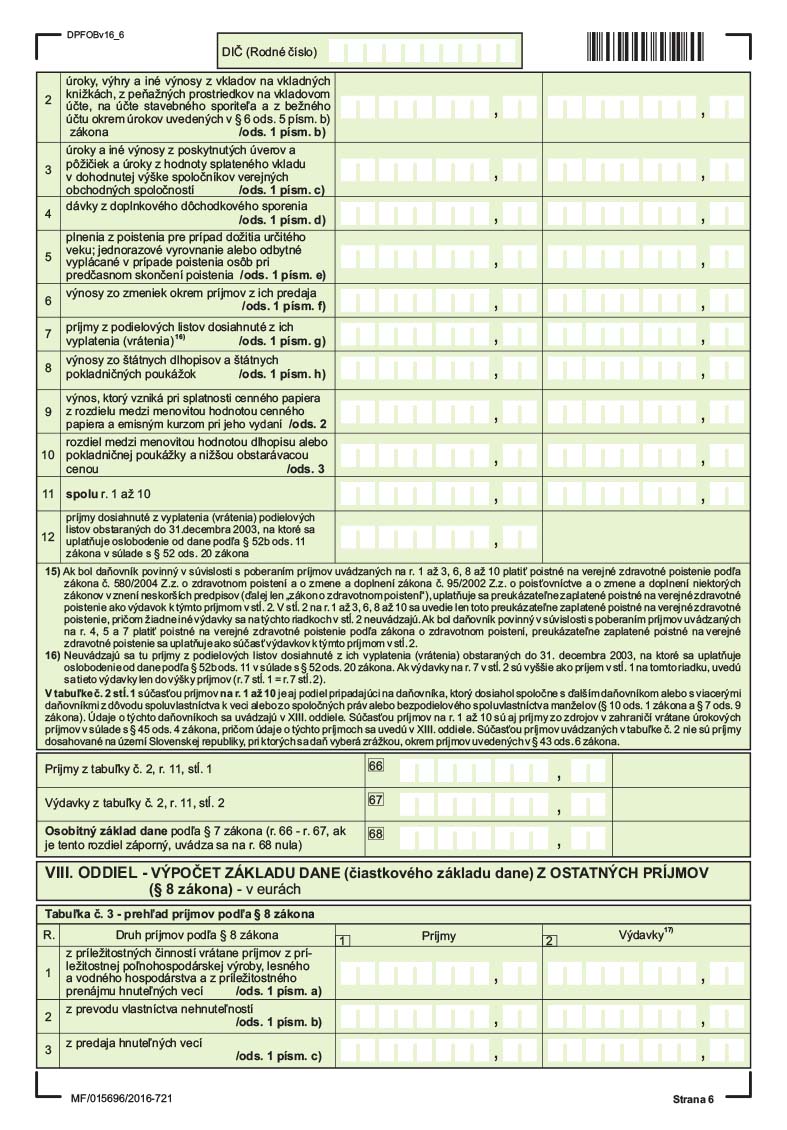 DPFOBv16_6
DIČ (Rodné číslo)
2
úroky, výhry a iné výnosy z vkladov na vkladných
knižkách, z peňažných prostriedkov na vkladovom
účte, na účte stavebného sporiteľa a z bežného
účtu okrem úrokov uvedených v § 6 ods. 5 písm. b)
zákona /ods. 1 písm. b)
,
,
3
úroky a iné výnosy z poskytnutých úverov a
pôžičiek a úroky z hodnoty splateného vkladu
v dohodnutej výške spoločníkov verejných
obchodných spoločností /ods. 1 písm. c)
,
,
4
dávky z doplnkového dôchodkového sporenia
/ods. 1 písm. d)
,
,
5
plnenia z poistenia pre prípad dožitia určitého
veku; jednorazové vyrovnanie alebo odbytné
vyplácané v prípade poistenia osôb pri
predčasnom skončení poistenia /ods. 1 písm. e)
,
,
6
výnosy zo zmeniek okrem príjmov z ich predaja
/ods. 1 písm. f)
,
,
7
príjmy z podielových listov dosiahnuté z ich
vyplatenia (vrátenia)16) /ods. 1 písm. g)
,
,
8
výnosy zo štátnych dlhopisov a štátnych
pokladničných poukážok /ods. 1 písm. h)
,
,
9
výnos, ktorý vzniká pri splatnosti cenného papiera
z rozdielu medzi menovitou hodnotou cenného
papiera a emisným kurzom pri jeho vydaní /ods. 2
,
,
10
rozdiel medzi menovitou hodnotou dlhopisu alebo
pokladničnej poukážky a nižšou obstarávacou
cenou /ods. 3
,
,
11
spolu r. 1 až 10
,
,
12
príjmy dosiahnuté z vyplatenia (vrátenia) podielových
listov obstaraných do 31.decembra 2003, na ktoré sa
uplatňuje oslobodenie od dane podľa § 52b ods. 11
zákona v súlade s § 52 ods. 20 zákona
,
15) Ak bol daňovník povinný v súvislosti s poberaním príjmov uvádzaných na r. 1 až 3, 6, 8 až 10 platiť poistné na verejné zdravotné poistenie podľa
zákona č. 580/2004 Z.z. o zdravotnom poistení a o zmene a doplnení zákona č. 95/2002 Z.z. o poisťovníctve a o zmene a doplnení niektorých
zákonov v znení neskorších predpisov (ďalej len „zákon o zdravotnom poistení"), uplatňuje sa preukázateľne zaplatené poistné na verejné zdravotné
poistenie ako výdavok k týmto príjmom v stĺ. 2. V stĺ. 2 na r. 1 až 3, 6, 8 až 10 sa uvedie len toto preukázateľne zaplatené poistné na verejné zdravotné
poistenie, pričom žiadne iné výdavky sa na týchto riadkoch v stĺ. 2 neuvádzajú. Ak bol daňovník povinný v súvislosti s poberaním príjmov uvádzaných
na r. 4, 5 a 7 platiť poistné na verejné zdravotné poistenie podľa zákona o zdravotnom poistení, preukázateľne zaplatené poistné na verejné
zdravotné poistenie sa uplatňuje ako súčasť výdavkov k týmto príjmom v stĺ. 2.
16) Neuvádzajú sa tu príjmy z podielových listov dosiahnuté z ich vyplatenia (vrátenia) obstaraných do 31. decembra 2003, na ktoré sa uplatňuje
oslobodenie od dane podľa § 52b ods. 11 v súlade s § 52 ods. 20 zákona. Ak výdavky na r. 7 v stĺ. 2 sú vyššie ako príjem v stĺ. 1 na tomto riadku, uvedú
sa tieto výdavky len do výšky príjmov (r. 7 stĺ. 1 = r. 7 stĺ. 2).
V tabuľke č. 2 stĺ. 1 súčasťou príjmov na r. 1 až 10 je aj podiel pripadajúci na daňovníka, ktorý dosiahol spoločne s ďalším daňovníkom alebo s viacerými
daňovníkmi z dôvodu spoluvlastníctva k veci alebo zo spoločných práv alebo bezpodielového spoluvlastníctva manželov (§ 10 ods. 1 zákona a § 7 ods. 9
zákona). Údaje o týchto daňovníkoch sa uvádzajú v XIII. oddiele. Súčasťou príjmov na r. 1 až 10 sú aj príjmy zo zdrojov v zahraničí vrátane úrokových
príjmov v súlade s § 45 ods. 4 zákona, pričom údaje o týchto príjmoch sa uvedú v XIII. oddiele. Súčasťou príjmov uvádzaných v tabuľke č. 2 nie sú príjmy
dosahované na území Slovenskej republiky, pri ktorých sa daň vyberá zrážkou, okrem príjmov uvedených v § 43 ods. 6 zákona.
Príjmy z tabuľky č. 2, r. 11, stĺ. 1
66
,
Výdavky z tabuľky č. 2, r. 11, stĺ. 2
67
,
Osobitný základ dane podľa § 7 zákona (r. 66 - r. 67, ak
je tento rozdiel záporný, uvádza sa na r. 68 nula)
68
,
VIII. ODDIEL - VÝPOČET ZÁKLADU DANE (čiastkového základu dane) Z OSTATNÝCH PRÍJMOV
(§ 8 zákona) - v eurách
Tabuľka č. 3 - prehľad príjmov podľa § 8 zákona
R.
Druh príjmov podľa § 8 zákona
1
Príjmy
2
Výdavky17)
1
z príležitostných činností vrátane príjmov z prí-
ležitostnej poľnohospodárskej výroby, lesného
a vodného hospodárstva a z príležitostného
prenájmu hnuteľných vecí /ods. 1 písm. a)
,
,
2
z prevodu vlastníctva nehnuteľností
/ods. 1 písm. b)
,
,
3
z predaja hnuteľných vecí
/ods. 1 písm. c)
,
,
MF/015696/2016-721
Strana 6